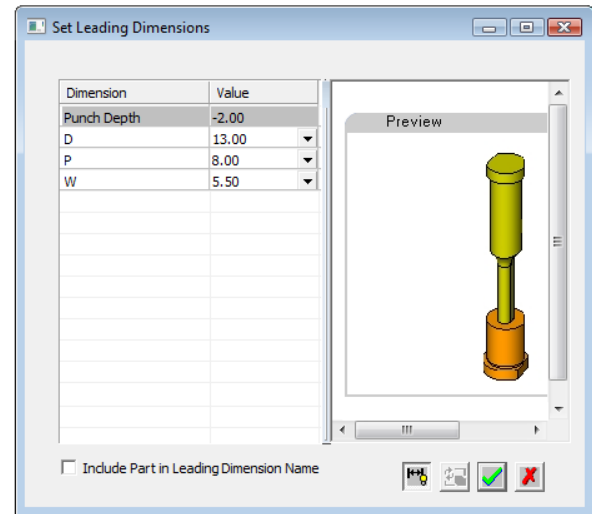 Set Leading Dimensions
Dimension Value
Punch Depth -2.00
D 13.00
P 8.00
W 5.50
Preview
Include Part in Leading Dimension Name